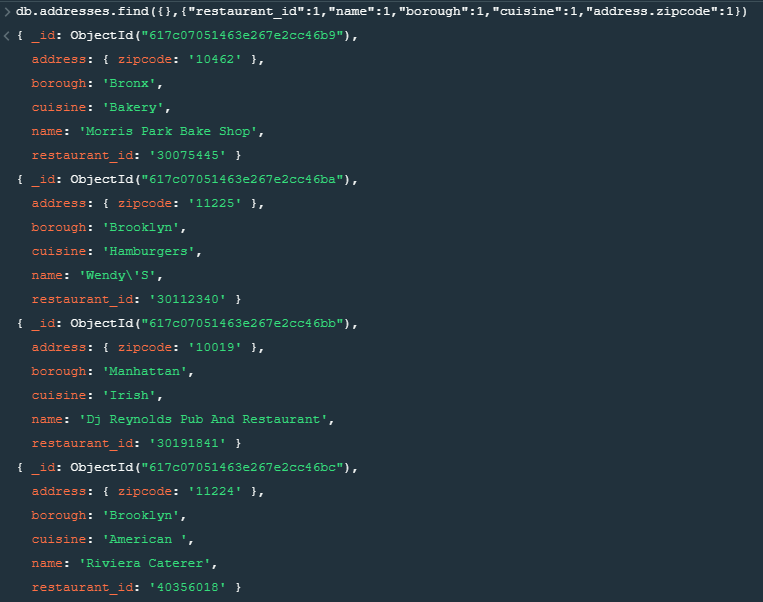 > db.addresses.find({},{"restaurant_id":1,"name":1,"borough":1,"cuisine":1,"address.zipcode":1})
< { _id: ObjectId("617c07051463e267e2cc46b9"),
address: { zipcode: '10462' },
borough: 'Bronx',
cuisine: 'Bakery',
name: 'Morris Park Bake Shop',
restaurant_id: '30075445' }
{ _id: ObjectId("617c07051463e267e2cc46ba"),
address: { zipcode: '11225' },
borough: 'Brooklyn',
cuisine: 'Hamburgers',
name: 'Wendy\'S',
restaurant_id: '30112340' }
{ _id: ObjectId("617c07051463e267e2cc46bb"),
address: { zipcode: '10019' },
borough: 'Manhattan',
cuisine: 'Irish',
name: 'Dj Reynolds Pub And Restaurant',
restaurant_id: '30191841' }
{ _id: ObjectId("617c07051463e267e2cc46bc"),
address: { zipcode: '11224' },
borough: 'Brooklyn',
cuisine: 'American ',
name: 'Riviera Caterer',
restaurant_id: '40356018' }